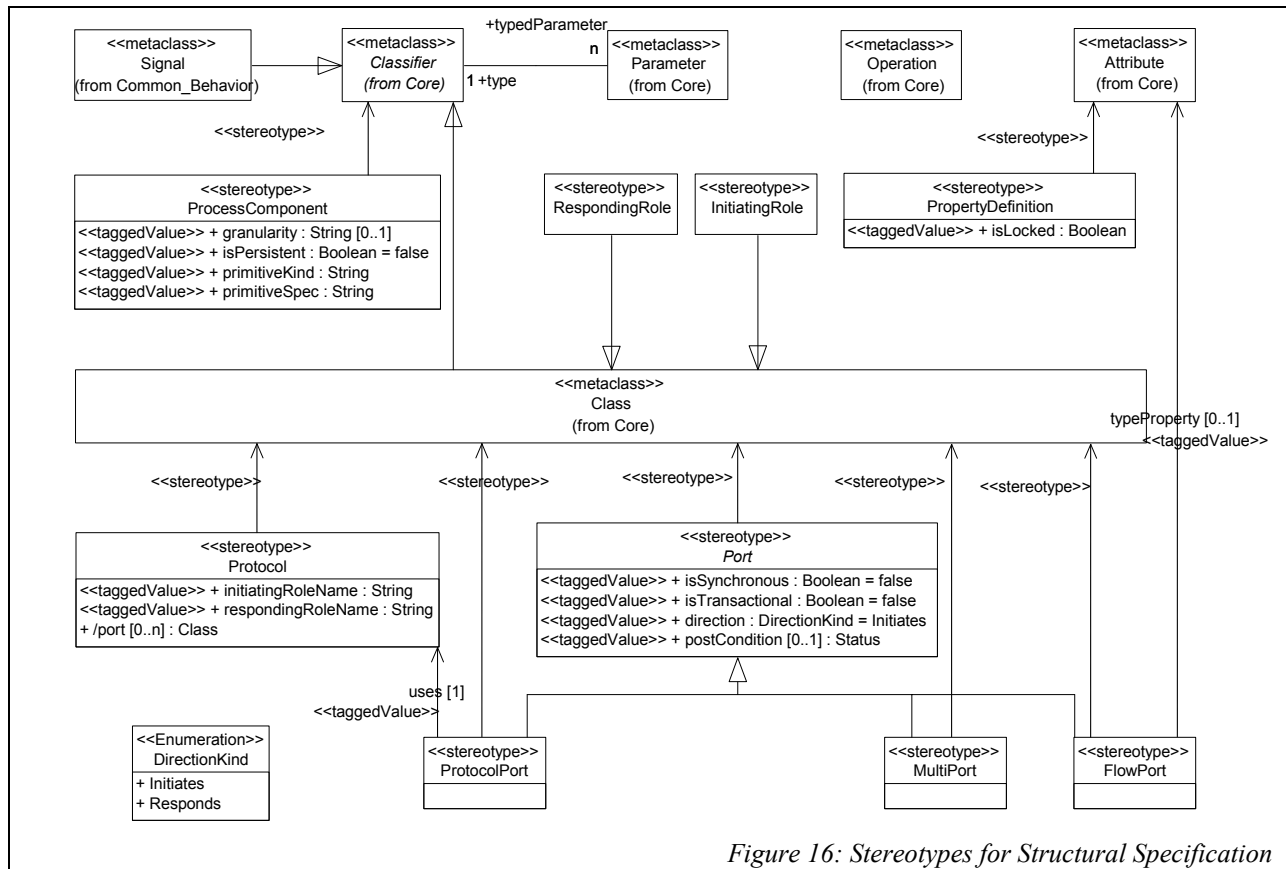 <<metaclass>>
Signal
(from Common_Behavior)
<<metaclass>>
Classifier
(from Core)
+typedParameter
n
1 +type
<<metaclass>>
Parameter
(from Core)
<<metaclass>>
Operation
(from Core)
<<metaclass>>
Attribute
(from Core)
<<stereotype>>
<<stereotype>>
<<stereotype>>
ProcessComponent
<<taggedValue>> + granularity : String [0..1]
<<taggedValue>> + isPersistent : Boolean = false
<<taggedValue>> + primitiveKind : String
<<taggedValue>> + primitiveSpec : String
<<stereotype>>
RespondingRole
<<stereotype>>
InitiatingRole
<<stereotype>>
PropertyDefinition
<<taggedValue>> + isLocked : Boolean
<<metaclass>>
Class
(from Core)
typeProperty [0..1]
<<taggedValue>>
<<stereotype>>
<<stereotype>>
<<stereotype>>
<<stereotype>>
<<stereotype>>
<<stereotype>>
Protocol
<<taggedValue>> + initiatingRoleName : String
<<taggedValue>> + respondingRoleName : String
+ /port [0..n] : Class
<<stereotype>>
Port
<<taggedValue>> + isSynchronous : Boolean = false
<<taggedValue>> + isTransactional : Boolean = false
<<taggedValue>> + direction : DirectionKind = Initiates
<<taggedValue>> + postCondition [0..1] : Status
uses [1]
<<taggedValue>>
<<Enumeration>>
DirectionKind
+ Initiates
+ Responds
<<stereotype>>
ProtocolPort
<<stereotype>>
MultiPort
<<stereotype>>
FlowPort
Figure 16: Stereotypes for Structural Specification